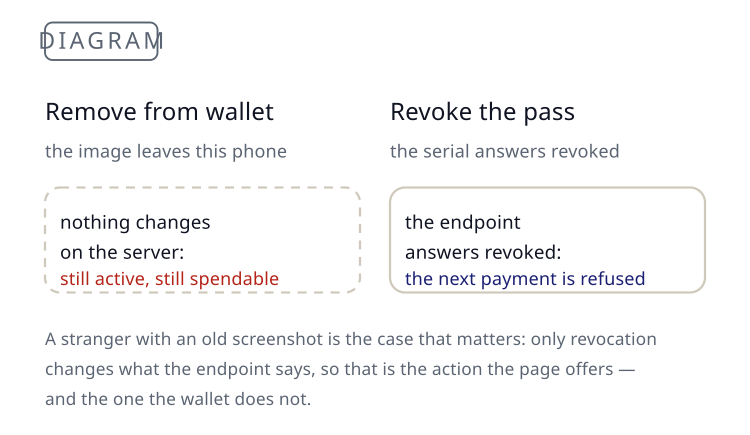 DIAGRAM
Remove from wallet
the image leaves this phone
nothing changes
on the server:
still active, still spendable
Revoke the pass
the serial answers revoked
the endpoint
answers revoked:
the next payment is refused
A stranger with an old screenshot is the case that matters: only revocation
changes what the endpoint says, so that is the action the page offers —
and the one the wallet does not.